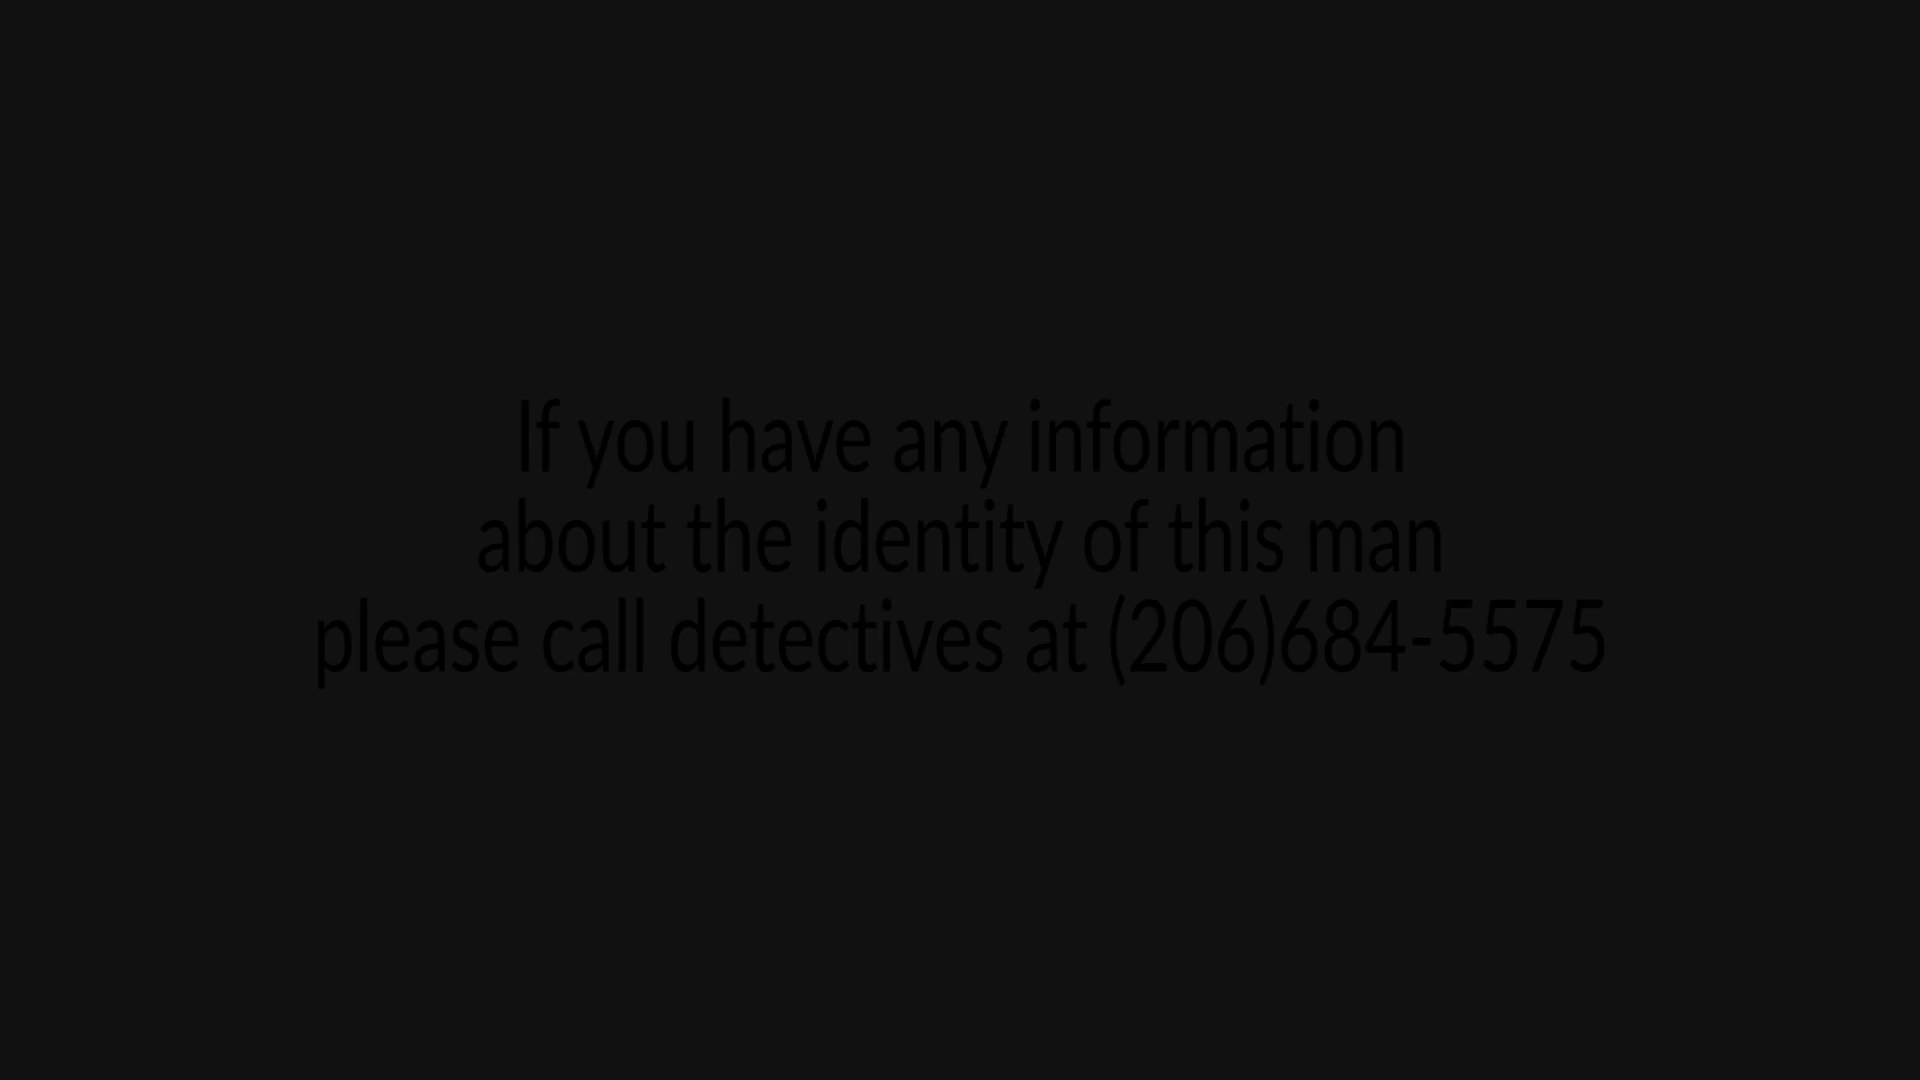 If you have any information
about the identity of this man
please call detectives at (206)684-5575